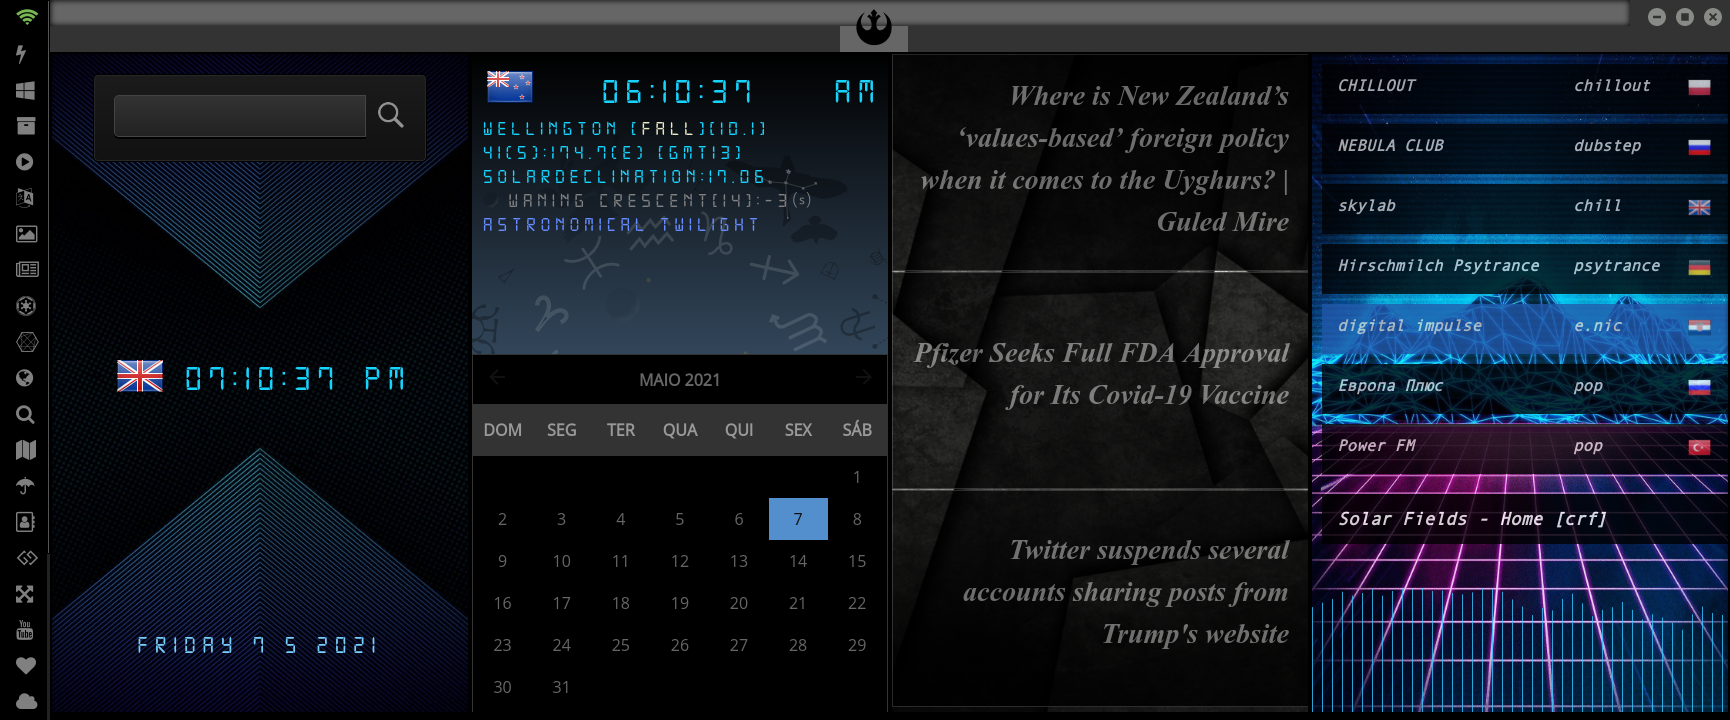 07:10:37 PM
FRIDAY 7 5 2021
06:10:37 AM
WELLINGTON [FALL][10.1]
41(S):174.7(E) [GMT13]
SOLARDECLINATION:17.06
WANING CRESCENT[14]:-3(s)
ASTRONOMICAL TWILIGHT
MAIO 2021
DOM SEG TER QUA QUI SEX SÁB
1
2 3 4 5 6 7 8
9 10 11 12 13 14 15
16 17 18 19 20 21 22
23 24 25 26 27 28 29
30 31
Where is New Zealand’s
‘values-based’ foreign policy
when it comes to the Uyghurs? |
Guled Mire
Pfizer Seeks Full FDA Approval
for Its Covid-19 Vaccine
Twitter suspends several
accounts sharing posts from
Trump's website
CHILLOUT chillout
NEBULA CLUB dubstep
skylab chill
Hirschmilch Psytrance psytrance
digital impulse e.nic
Европа Плюс pop
Power FM pop
Solar Fields - Home [crf]
You
Tube